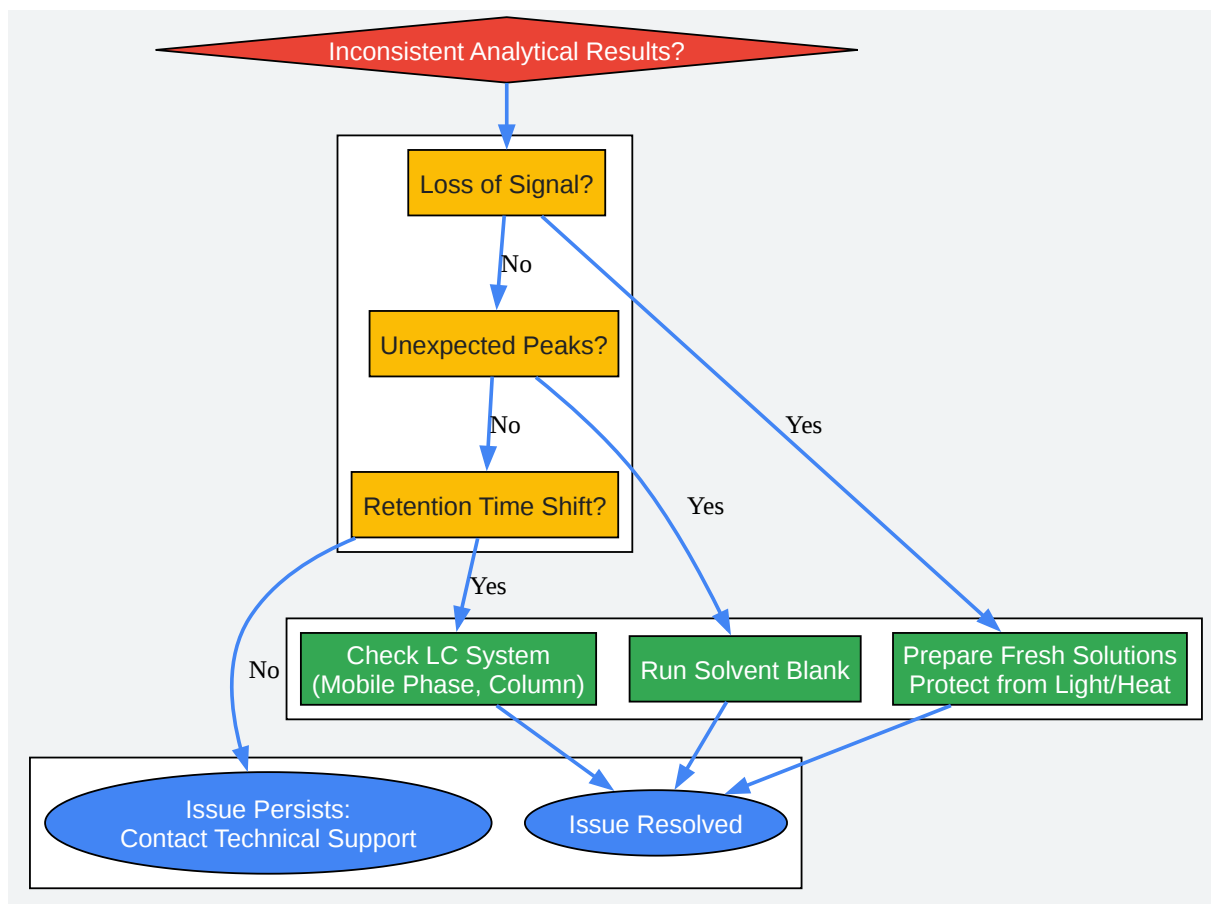 Inconsistent Analytical Results?
Loss of Signal?
No
Unexpected Peaks?
No
Yes
Retention Time Shift?
Yes
Yes
No
Check LC System
(Mobile Phase, Column)
Run Solvent Blank
Prepare Fresh Solutions
Protect from Light/Heat
Issue Persists:
Contact Technical Support
Issue Resolved